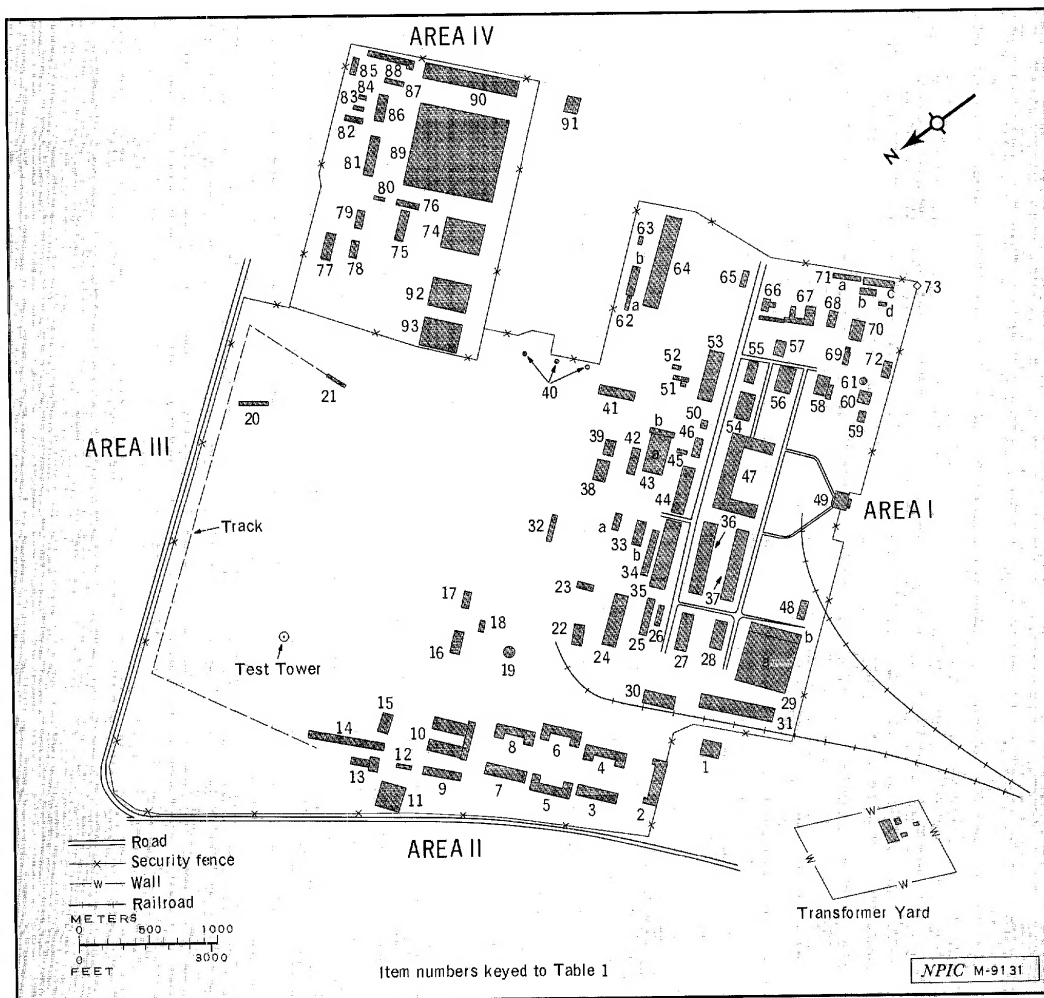 AREA IV
85
88
84
87
90
83
86
82
91
89
81
80
76
79
74
75
77
78
92
93
N
63
b
64
65
71
a
c
73
66
67
68
b
d
70
a
62
40
53
55
57
69
72
52
61
51
56
58
60
41
50
54
59
20
21
AREA III
39
42
b
46
a
45
47
38
43
44
49
AREA I
Track
32
a
33
36
b
34
35
37
23
17
18
26
48
b
Test Tower
16
19
22
24
25
27
28
a
29
30
31
15
14
10
8
6
4
1
12
13
9
7
5
3
2
11
AREA II
Road
Security fence
W
Wall
Railroad
METERS
0 500 1000
0 3000
FEET
W
W
W
W
Transformer Yard
Item numbers keyed to Table 1
NPIC M-9131